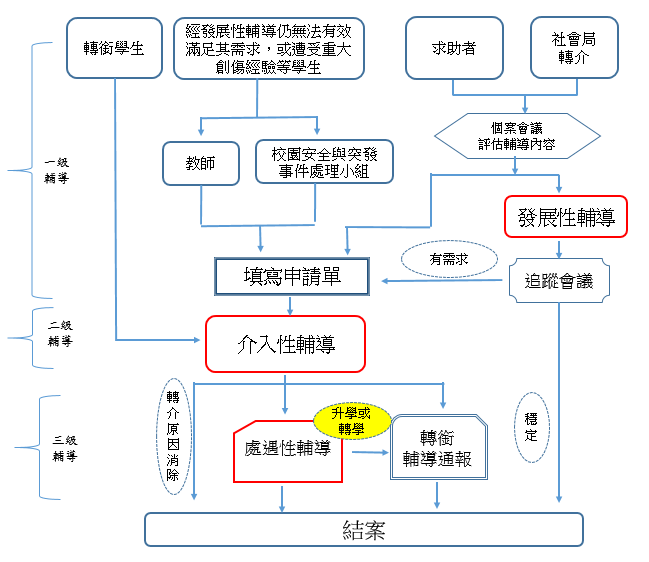 轉銜學生
經發展性輔導仍無法有效
滿足其需求，或遭受重大
創傷經驗等學生
求助者
社會局
轉介
個案會議
評估輔導內容
一級
輔導
教師
校園安全與突發
事件處理小組
發展性輔導
有需求
填寫申請單
追蹤會議
二級
輔導
介入性輔導
轉
介
原
因
消
除
升學或
轉學
穩
定
三級
輔導
處遇性輔導
轉銜
輔導通報
結案